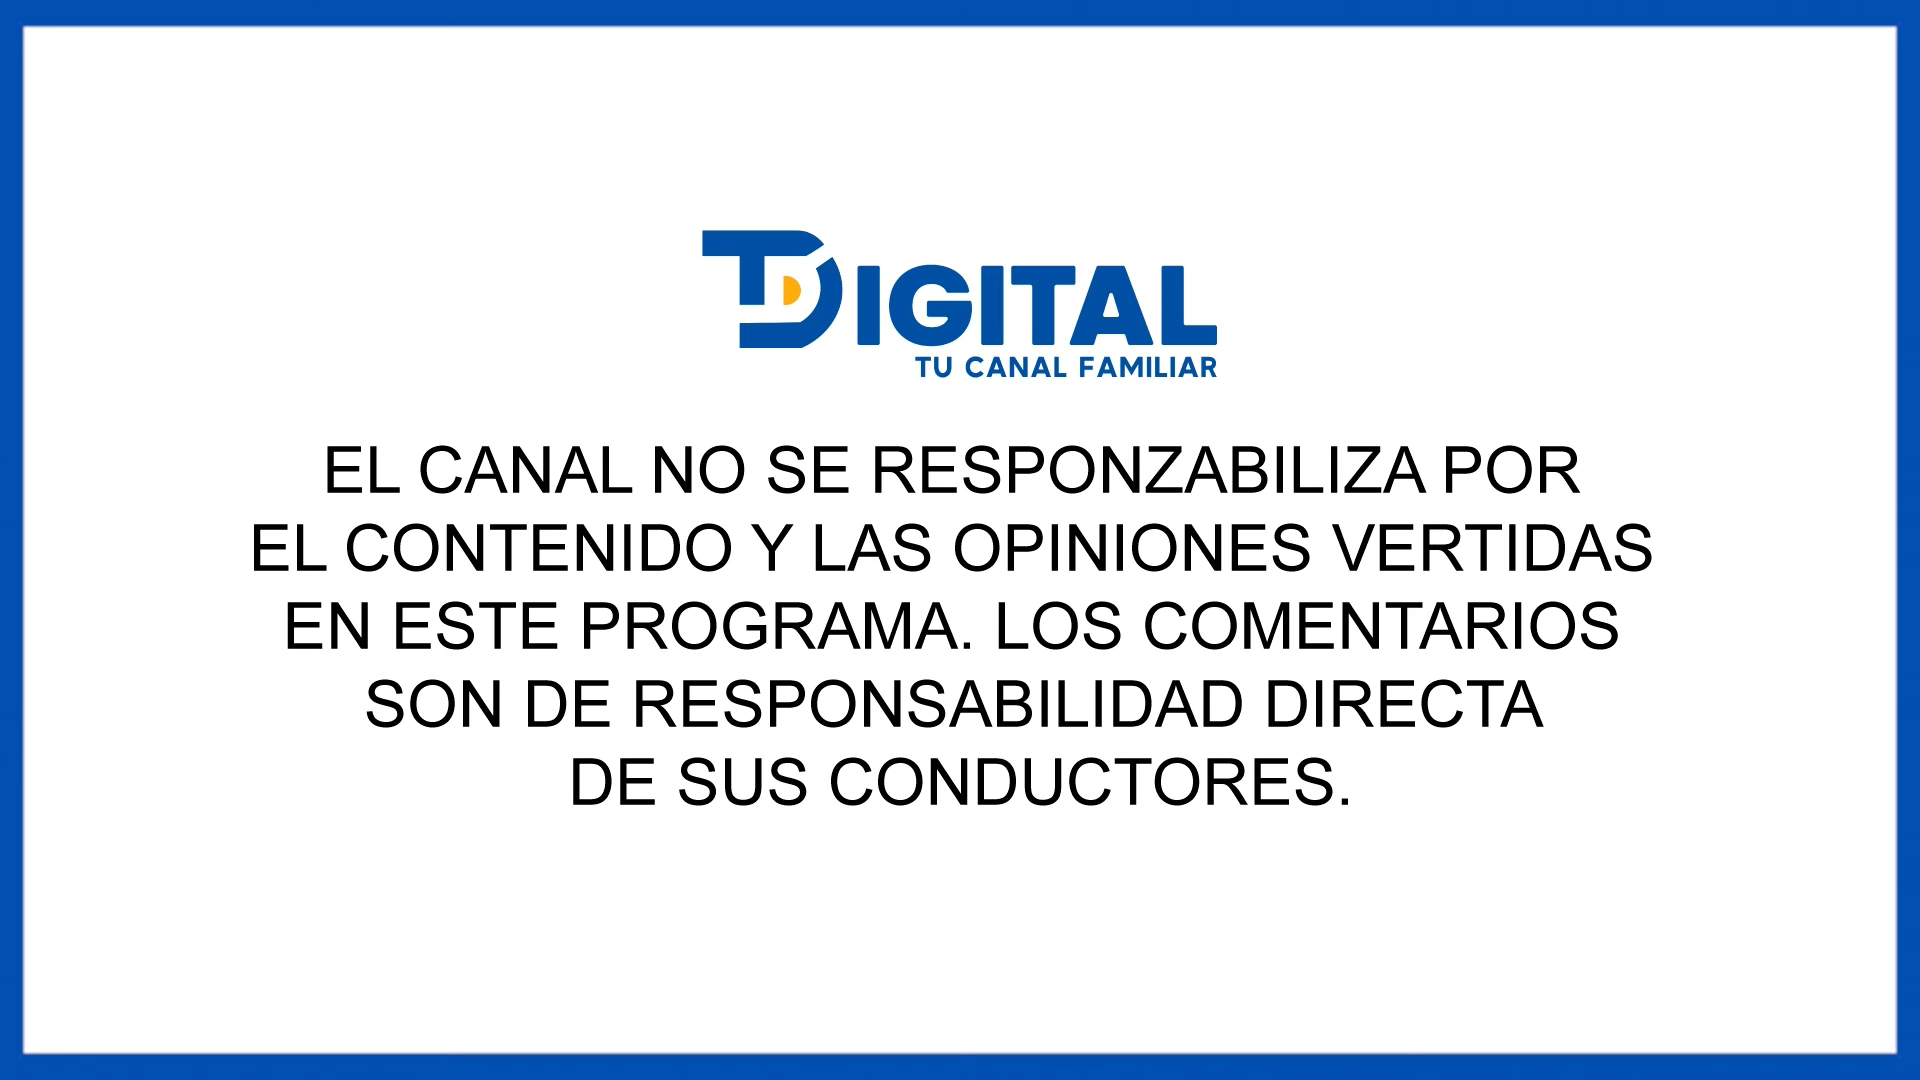 TDIGITAL
TU CANAL FAMILIAR
EL CANAL NO SE RESPONZABILIZA POR
EL CONTENIDO Y LAS OPINIONES VERTIDAS
EN ESTE PROGRAMA. LOS COMENTARIOS
SON DE RESPONSABILIDAD DIRECTA
DE SUS CONDUCTORES.